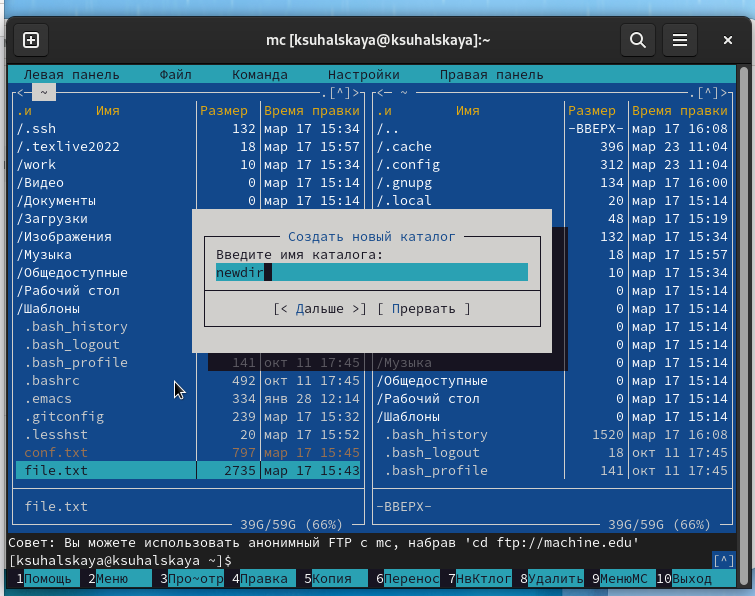 mc [ksuhalskaya@ksuhalskaya]:~
Левая панель Файл Команда Настройки Правая панель
<─ ~ .[^]> <─ ~ .[^]>
.и Имя Размер Время правки .и Имя Размер Время правки
/.ssh 132 мар 17 15:34 /.. -ВВЕРХ- мар 17 16:08
/.texlive2022 18 мар 17 15:57 /.cache 396 мар 23 11:04
/work 10 мар 17 15:34 /.config 312 мар 23 11:04
/Видео 0 мар 17 15:14 /.gnupg 134 мар 17 16:00
/Документы 0 мар 17 15:14 /.local 20 мар 17 15:14
/Загрузки 48 мар 17 15:19
/Изображения Создать новый каталог 132 мар 17 15:34
/Музыка Введите имя каталога: 18 мар 17 15:57
/Общедоступные newdir 10 мар 17 15:34
/Рабочий стол 0 мар 17 15:14
/Шаблоны [< Дальше >] [ Прервать ] 0 мар 17 15:14
.bash_history 0 мар 17 15:14
.bash_logout 0 мар 17 15:14
.bash_profile 141 окт 11 17:45 /Музыка 0 мар 17 15:14
.bashrc 492 окт 11 17:45 /Общедоступные 0 мар 17 15:14
.emacs 334 янв 28 12:14 /Рабочий стол 0 мар 17 15:14
.gitconfig 239 мар 17 15:32 /Шаблоны 0 мар 17 15:14
.lesshst 20 мар 17 15:52 .bash_history 1520 мар 17 16:08
conf.txt 797 мар 17 15:45 .bash_logout 18 окт 11 17:45
file.txt 2735 мар 17 15:43 .bash_profile 141 окт 11 17:45
file.txt -ВВЕРХ-
39G/59G (66%) 39G/59G (66%)
Совет: Вы можете использовать анонимный FTP с mc, набрав 'cd ftp://machine.edu'
[ksuhalskaya@ksuhalskaya ~]$ [^]
1Помощь 2Меню 3Про~отр 4Правка 5Копия 6Перенос 7НвКтлог 8Удалить 9МенюMC 10Выход